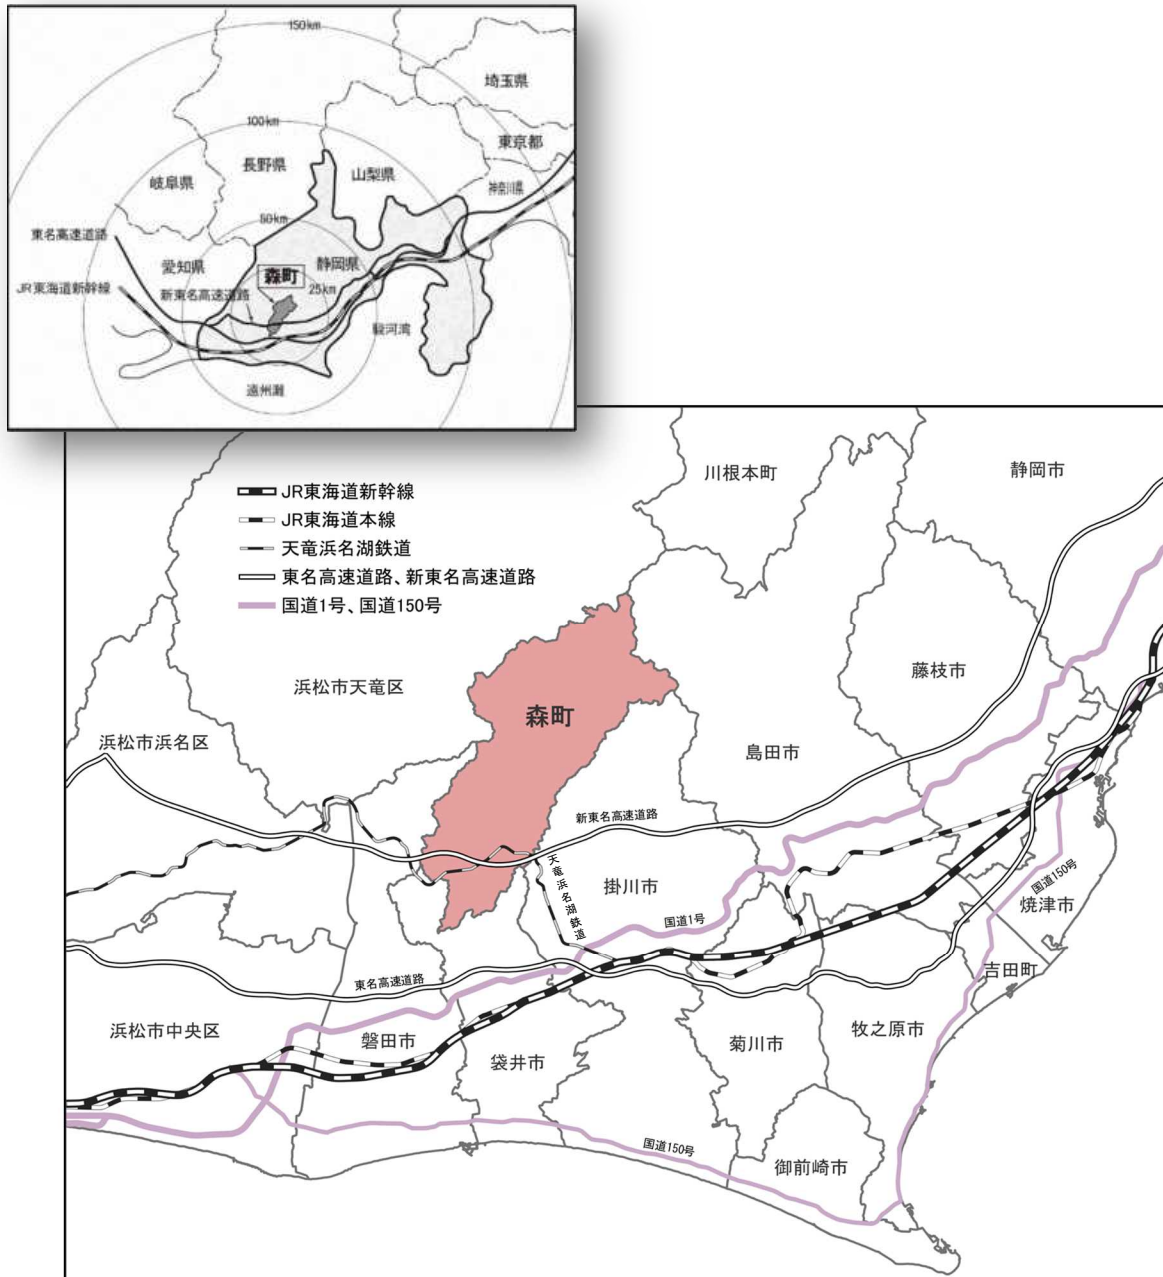 150km
埼玉県
100km
東京都
長野県
山梨県
岐阜県
神奈川県
50km
東名高速道路
愛知県
静岡県
森町
JR東海道新幹線
新東名高速道路
25km
駿河湾
遠州灘
川根本町
静岡市
JR東海道新幹線
JR東海道本線
天竜浜名湖鉄道
東名高速道路、新東名高速道路
国道1号、国道150号
藤枝市
浜松市天竜区
森町
浜松市浜名区
島田市
新東名高速道路
天竜浜名湖鉄道
掛川市
国道150号
焼津市
国道1号
吉田町
東名高速道路
浜松市中央区
磐田市
牧之原市
菊川市
袋井市
国道150号
御前崎市